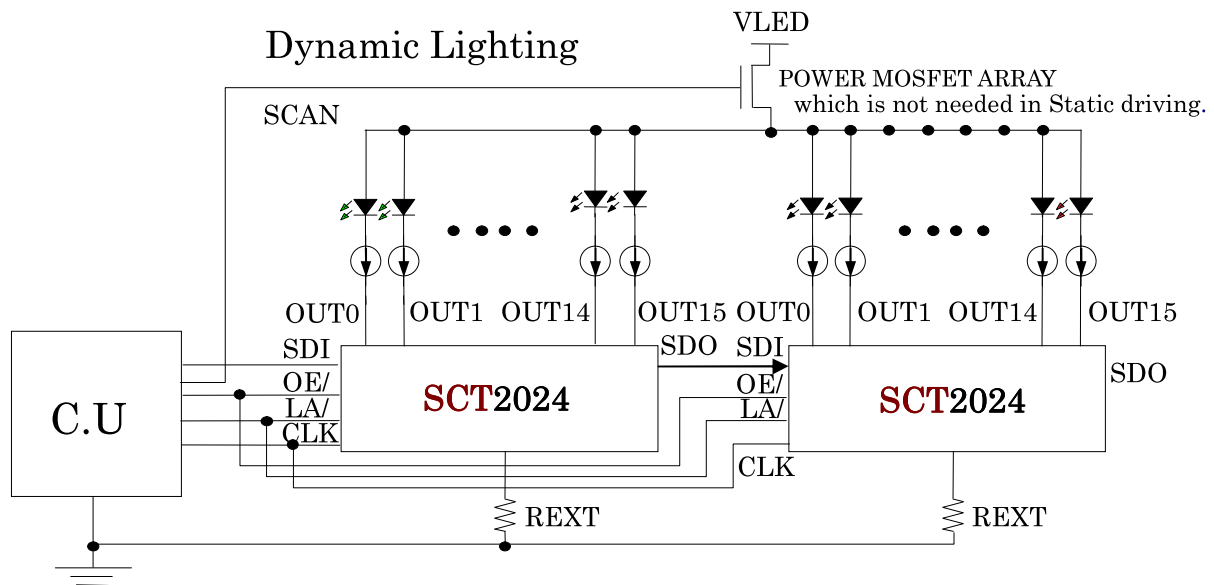 VLED
Dynamic Lighting
POWER MOSFET ARRAY
which is not needed in Static driving.
SCAN
OUT0
OUT1
OUT14
OUT15
OUT0
OUT1
OUT14
OUT15
SDI
SDO
SDI
OE/
LA/
CLK
SCT2024
OE/
LA/
CLK
SCT2024
SDO
C.U
REXT
REXT